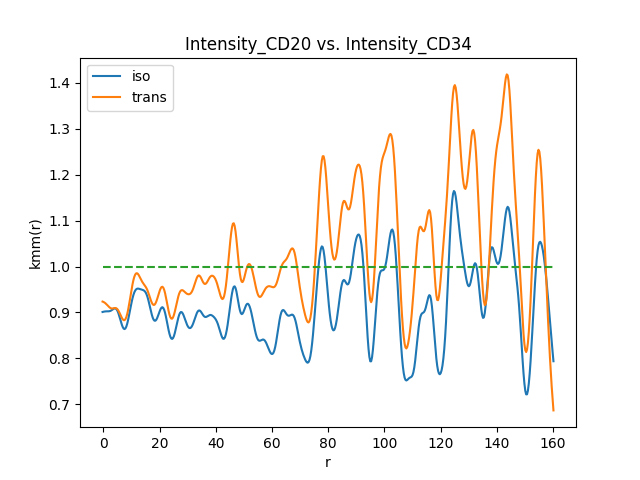 Intensity_CD20 vs. Intensity_CD34
iso
trans
1.4
1.3
1.2
1.1
1.0
0.9
0.8
0.7
kmm(r)
0 20 40 60 80 100 120 140 160
r